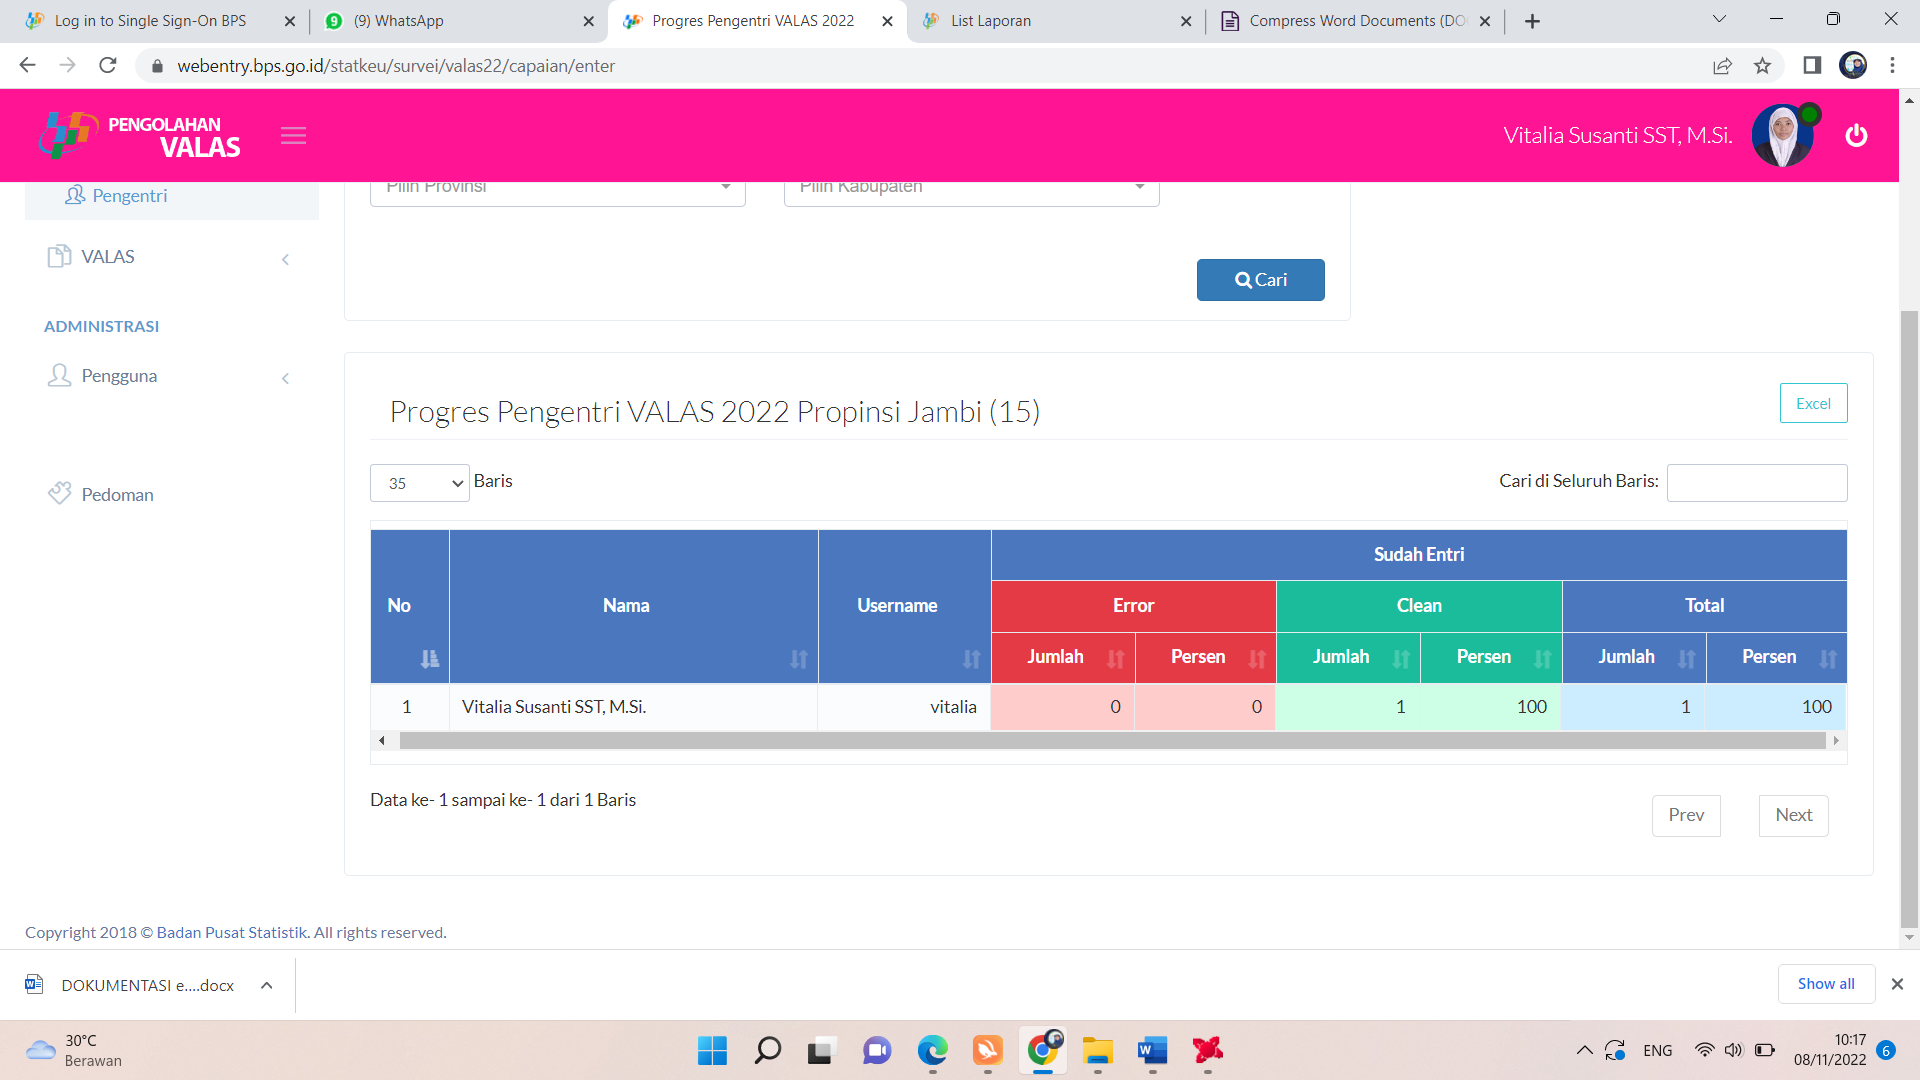 Log in to Single Sign-On BPS
(9) WhatsApp
Progres Pengentri VALAS 2022
List Laporan
Compress Word Documents (DO
webentry.bps.go.id/statkeu/survei/valas22/capaian/enter
PENGOLAHAN
VALAS
Vitalia Susanti SST, M.Si.
Pengentri
Pilih Provinsi
Pilih Kabupaten
VALAS
Cari
ADMINISTRASI
Pengguna
Progres Pengentri VALAS 2022 Propinsi Jambi (15)
Excel
35 Baris
Cari di Seluruh Baris:
Pedoman
Sudah Entri
No Nama Username Error Clean Total
Jumlah Persen Jumlah Persen Jumlah Persen
1 Vitalia Susanti SST, M.Si. vitalia 0 0 1 100 1 100
Data ke- 1 sampai ke- 1 dari 1 Baris
Prev Next
Copyright 2018 © Badan Pusat Statistik. All rights reserved.
DOKUMENTASI e....docx
Show all
30°C
Berawan
ENG
10:17
08/11/2022
6